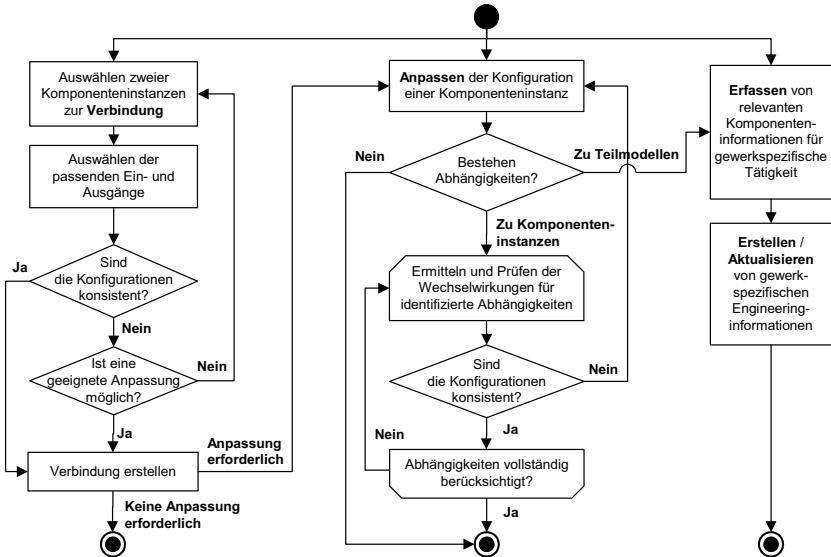 Auswählen zweier
Komponenteninstanzen
zur Verbindung
Auswählen der
passenden Ein- und
Ausgänge
Ja
Sind
die Konfigurationen
konsistent?
Nein
Ist eine
geeignete Anpassung
möglich?
Nein
Ja
Verbindung erstellen
Anpassung
erforderlich
Keine Anpassung
erforderlich
Anpassen der Konfiguration
einer Komponenteninstanz
Nein
Bestehen
Abhängigkeiten?
Zu Teilmodellen
Zu Komponenten-
instanzen
Ermitteln und Prüfen der
Wechselwirkungen für
identifizierte Abhängigkeiten
Sind
die Konfigurationen
konsistent?
Nein
Ja
Nein
Abhängigkeiten vollständig
berücksichtigt?
Ja
Erfassen von
relevanten
Komponenten-
informationen für
gewerkspezifische
Tätigkeit
Erstellen /
Aktualisieren
von gewerk-
spezifischen
Engineering-
informationen